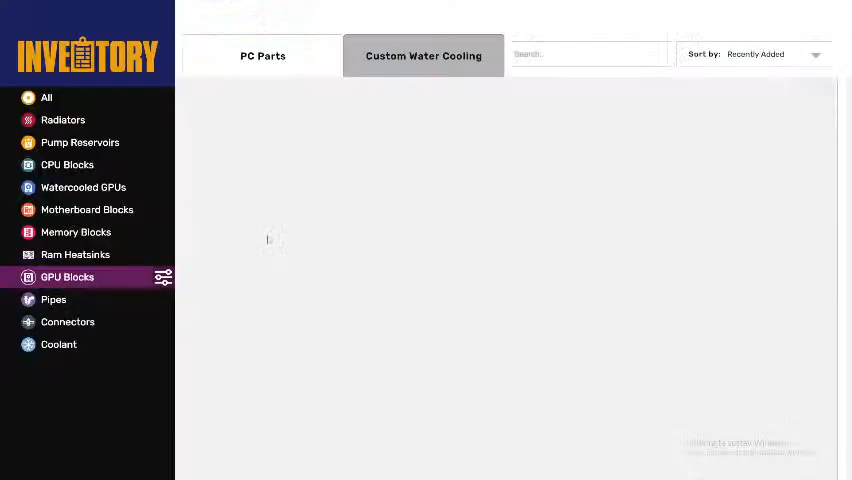 INVENTORY
PC Parts
Custom Water Cooling
Search..
Sort by: Recently Added
All
Radiators
Pump Reservoirs
CPU Blocks
Watercooled GPUs
Motherboard Blocks
Memory Blocks
Ram Heatsinks
GPU Blocks
Pipes
Connectors
Coolant